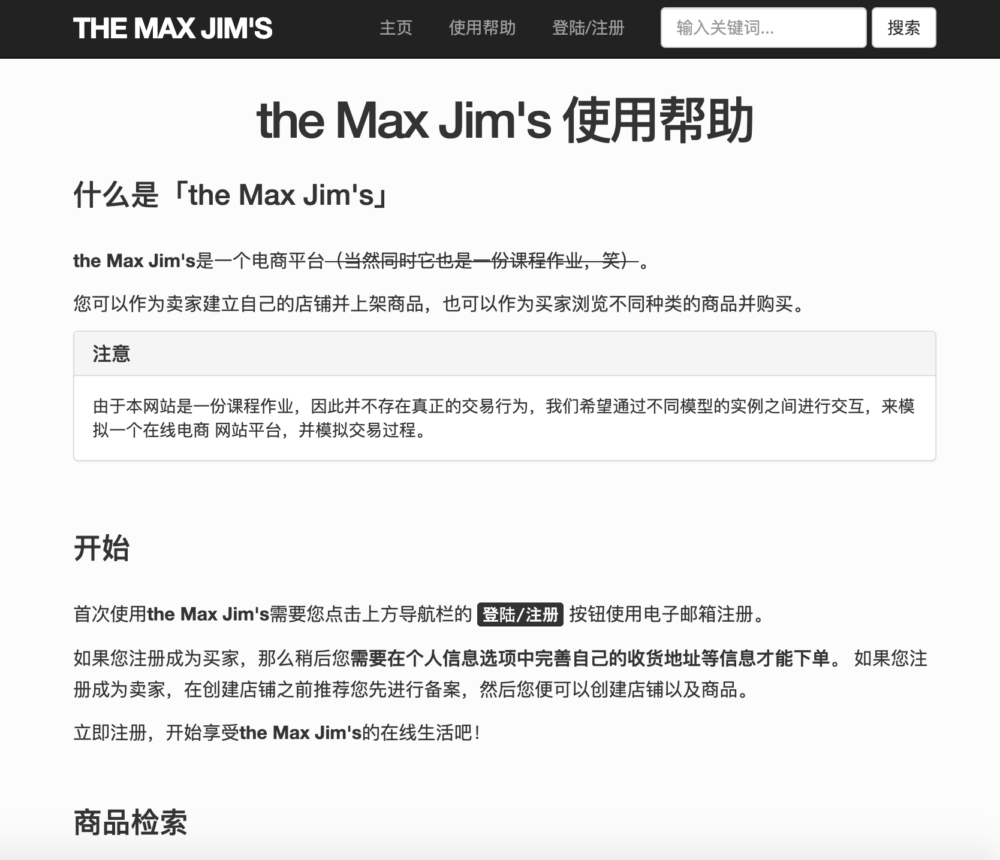 THE MAX JIM'S
主页
使用帮助
登陆/注册
输入关键词...
搜索
the Max Jim's 使用帮助
什么是「the Max Jim's」
the Max Jim's是一个电商平台（当然同时它也是一份课程作业，笑）。
您可以作为卖家建立自己的店铺并上架商品，也可以作为买家浏览不同种类的商品并购买。
注意
由于本网站是一份课程作业，因此并不存在真正的交易行为，我们希望通过不同模型的实例之间进行交互，来模
拟一个在线电商 网站平台，并模拟交易过程。
开始
首次使用the Max Jim's需要您点击上方导航栏的 登陆/注册 按钮使用电子邮箱注册。
如果您注册成为买家，那么稍后您需要在个人信息选项中完善自己的收货地址等信息才能下单。 如果您注
册成为卖家，在创建店铺之前推荐您先进行备案，然后您便可以创建店铺以及商品。
立即注册，开始享受the Max Jim's的在线生活吧！
商品检索